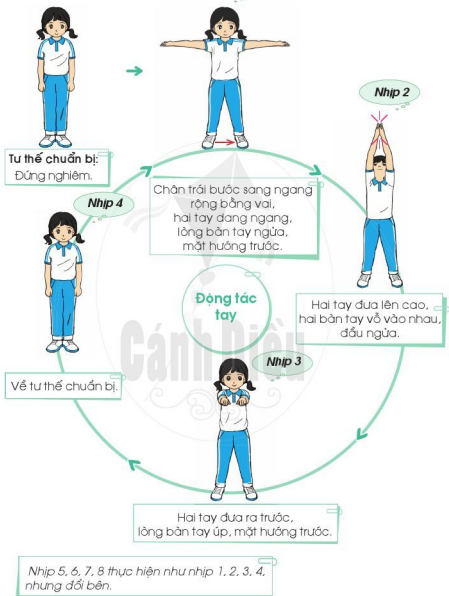 Tư thế chuẩn bị:
Đứng nghiêm.
Chân trái bước sang ngang
rộng bằng vai,
hai tay dang ngang,
lòng bàn tay ngửa,
mặt hướng trước.
Nhịp 2
Hai tay đưa lên cao,
hai bàn tay vỗ vào nhau,
đầu ngửa.
Động tác
tay
Cánh Diều
Nhịp 3
Hai tay đưa ra trước,
lòng bàn tay úp, mặt hướng trước.
Nhịp 4
Về tư thế chuẩn bị.
Nhịp 5, 6, 7, 8 thực hiện như nhịp 1, 2, 3, 4,
nhưng đổi bên.